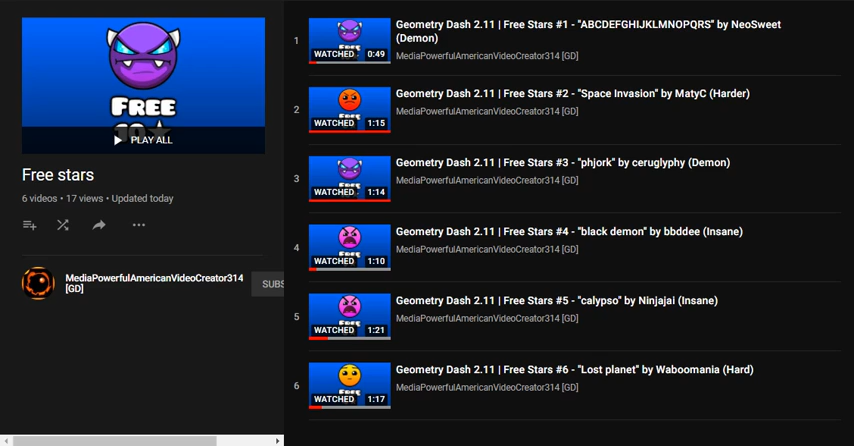 FREE
10
PLAY ALL
Free stars
6 videos • 17 views • Updated today
MediaPowerfulAmericanVideoCreator314
[GD]
SUBS
1
WATCHED 0:49
Geometry Dash 2.11 | Free Stars #1 - "ABCDEFGHIJKLMNOPQRS" by NeoSweet
(Demon)
MediaPowerfulAmericanVideoCreator314 [GD]
2
WATCHED 1:15
Geometry Dash 2.11 | Free Stars #2 - "Space Invasion" by MatyC (Harder)
MediaPowerfulAmericanVideoCreator314 [GD]
3
WATCHED 1:14
Geometry Dash 2.11 | Free Stars #3 - "phjork" by ceruglyphy (Demon)
MediaPowerfulAmericanVideoCreator314 [GD]
4
WATCHED 1:10
Geometry Dash 2.11 | Free Stars #4 - "black demon" by bbddee (Insane)
MediaPowerfulAmericanVideoCreator314 [GD]
5
WATCHED 1:21
Geometry Dash 2.11 | Free Stars #5 - "calypso" by Ninjajai (Insane)
MediaPowerfulAmericanVideoCreator314 [GD]
6
WATCHED 1:17
Geometry Dash 2.11 | Free Stars #6 - "Lost planet" by Waboomania (Hard)
MediaPowerfulAmericanVideoCreator314 [GD]